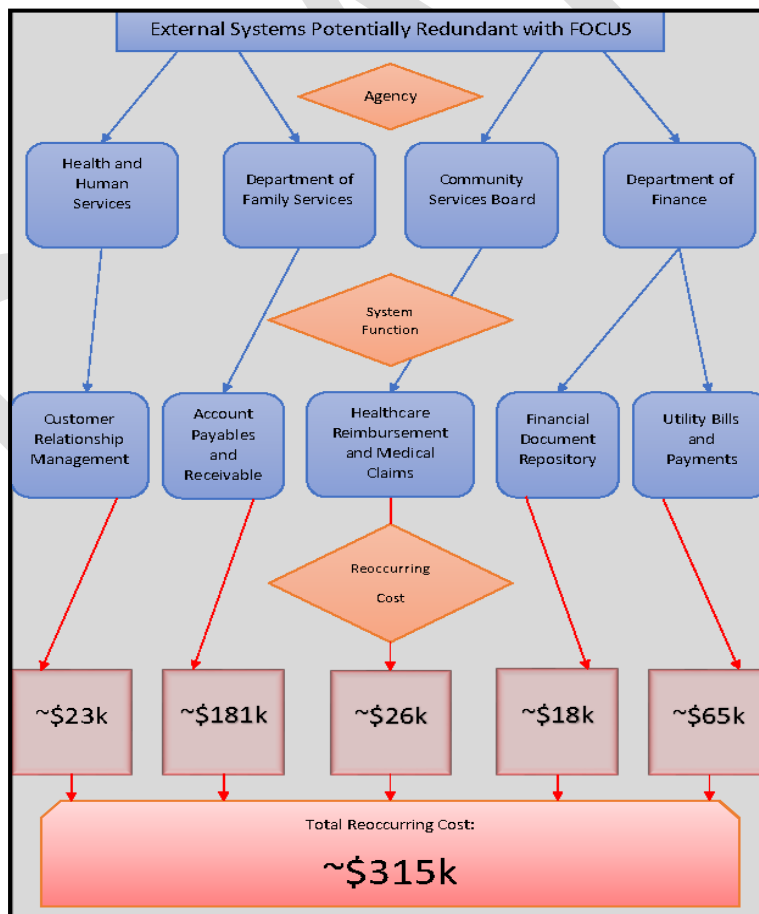 External Systems Potentially Redundant with FOCUS
Agency
Health and
Human
Services
Department of
Family Services
Community
Services Board
Department of
Finance
System
Function
Customer
Relationship
Management
Account
Payables
and
Receivable
Healthcare
Reimbursement
and Medical
Claims
Financial
Document
Repository
Utility Bills
and
Payments
Reoccurring
Cost
~$23k
~$181k
~$26k
~$18k
~$65k
Total Reoccurring Cost:
~$315k